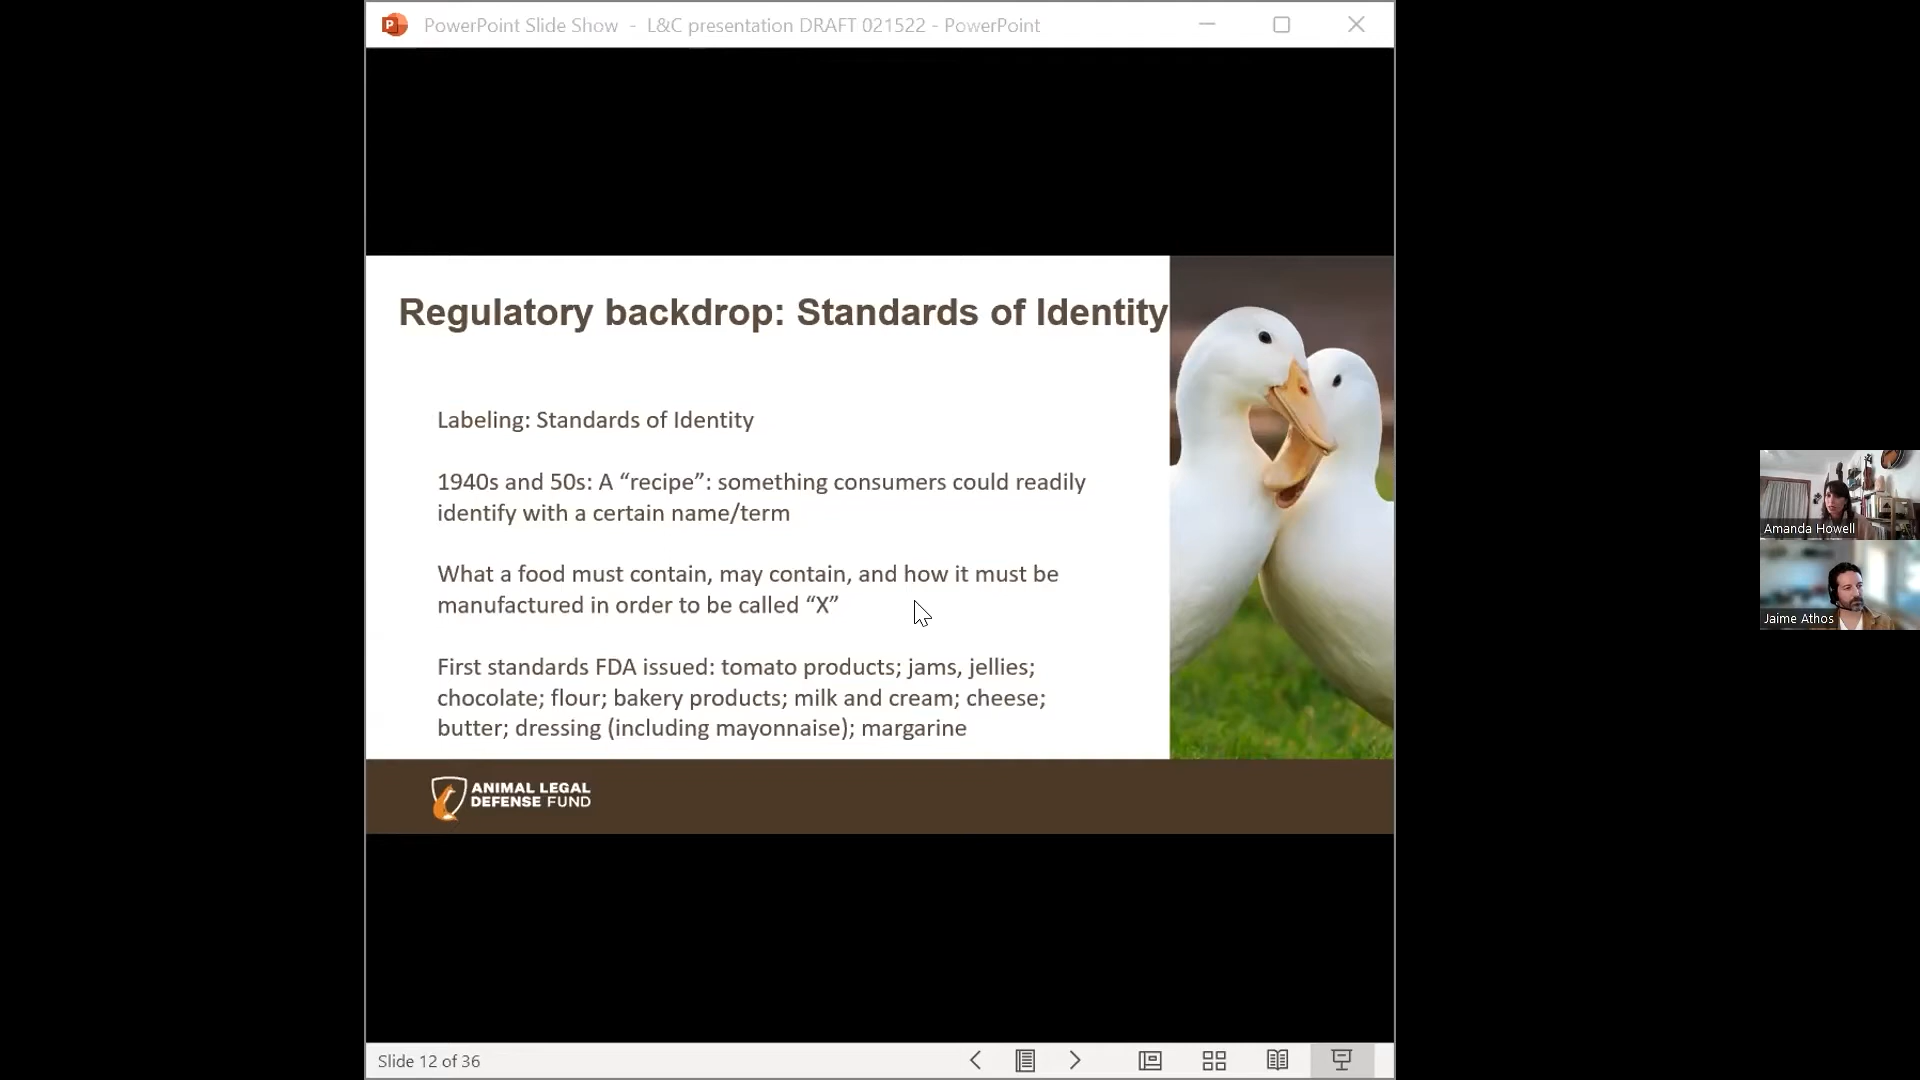 PowerPoint Slide Show - L&C presentation DRAFT 021522 - PowerPoint
Regulatory backdrop: Standards of Identity
Labeling: Standards of Identity
1940s and 50s: A “recipe”: something consumers could readily
identify with a certain name/term
What a food must contain, may contain, and how it must be
manufactured in order to be called “X”
First standards FDA issued: tomato products; jams, jellies;
chocolate; flour; bakery products; milk and cream; cheese;
butter; dressing (including mayonnaise); margarine
ANIMAL LEGAL
DEFENSE FUND
Amanda Howell
Jaime Athos
Slide 12 of 36